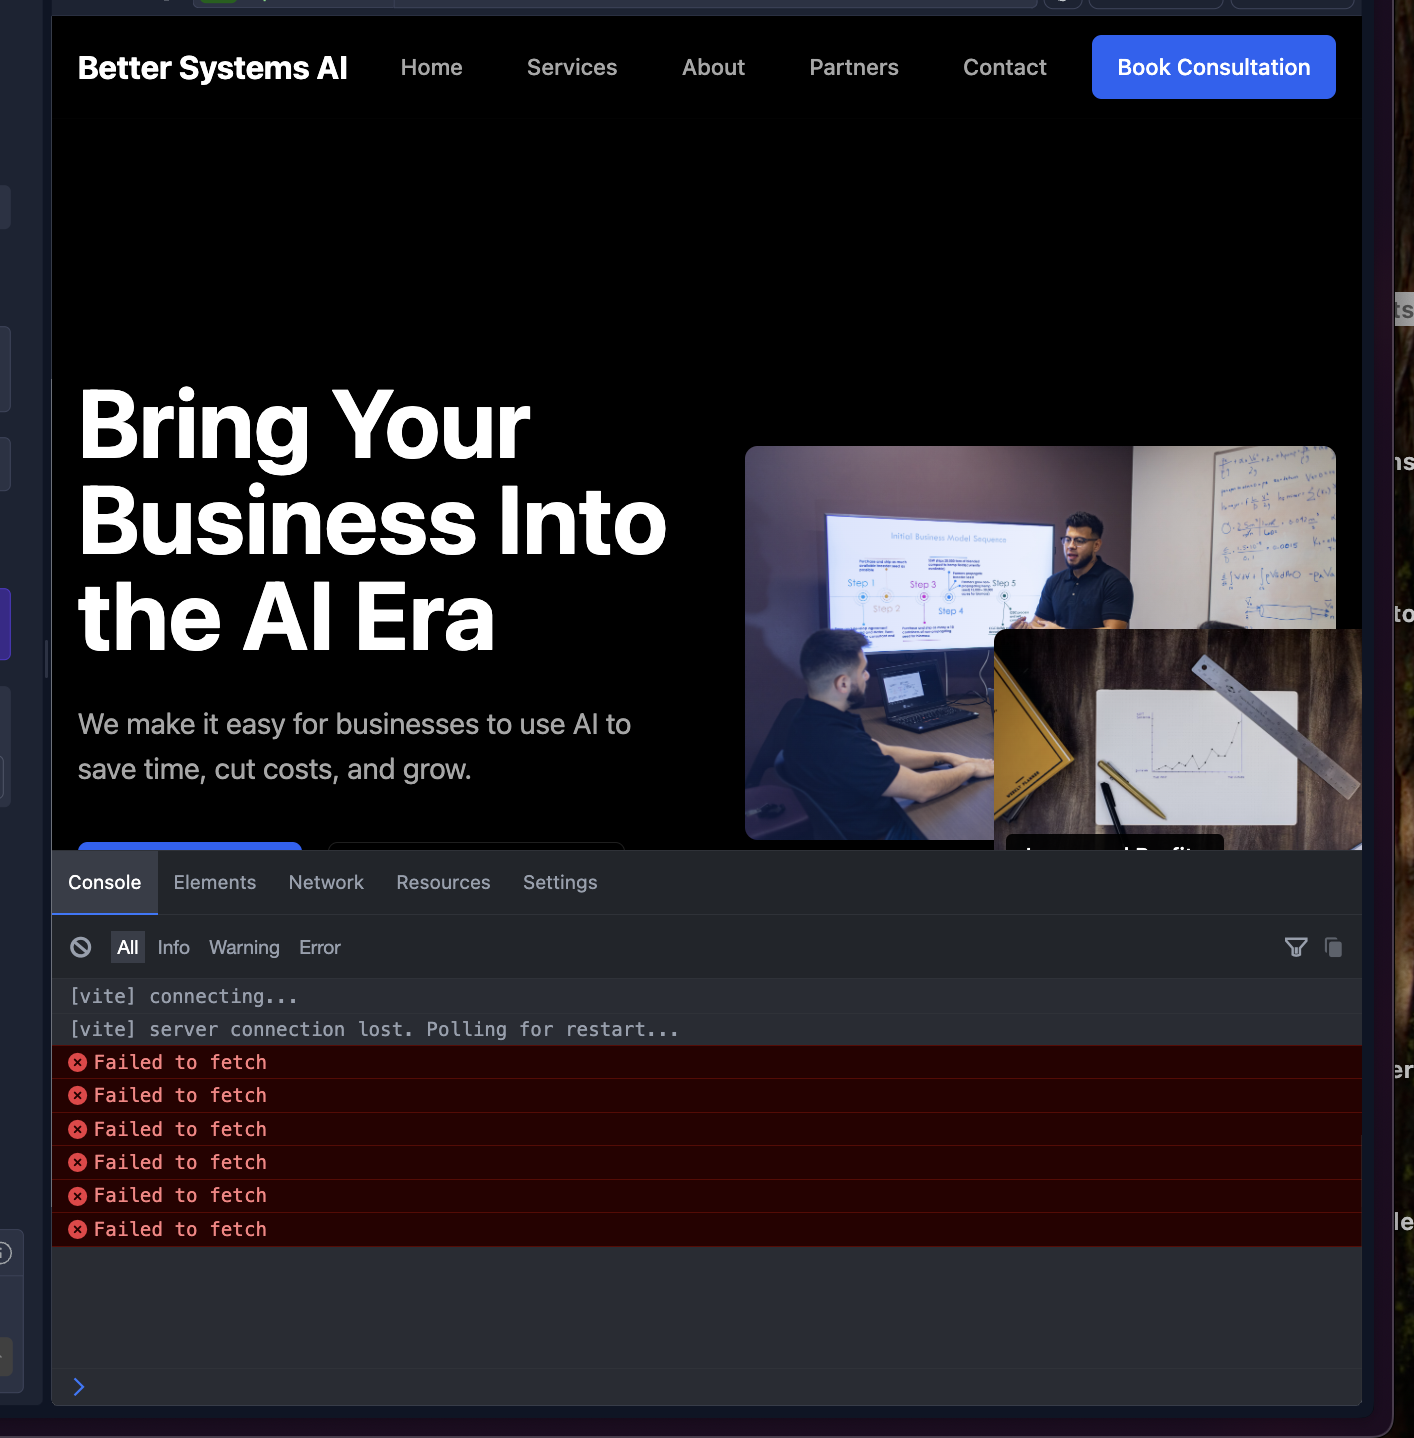 Better Systems AI
Home
Services
About
Partners
Contact
Book Consultation
Bring Your
Business Into
the AI Era
We make it easy for businesses to use AI to
save time, cut costs, and grow.
Initial Business Model Sequence
Step 1
Step 2
Step 3
Step 4
Step 5
WEEKLY PLANNER
Console
Elements
Network
Resources
Settings
All
Info
Warning
Error
[vite] connecting...
[vite] server connection lost. Polling for restart...
Failed to fetch
Failed to fetch
Failed to fetch
Failed to fetch
Failed to fetch
Failed to fetch